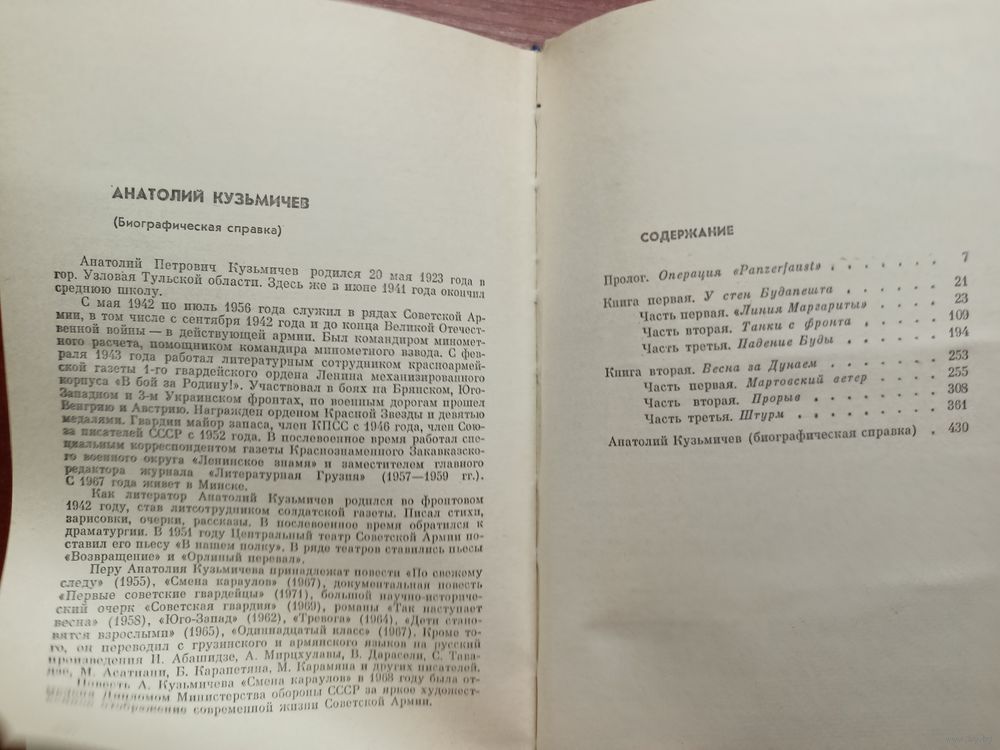 АНАТОЛИЙ КУЗЬМИЧЕВ
(Биографическая справка)
Анатолий Петрович Кузьмичев родился 20 мая 1923 года в
гор. Узловая Тульской области. Здесь же в июне 1941 года окончил
среднюю школу.
С мая 1942 по июль 1956 года служил в рядах Советской Ар-
мии, в том числе с сентября 1942 года и до конца Великой Отечест-
венной войны — в действующей армии. Был командиром миномет-
ного расчета, помощником командира минометного взвода. С фев-
раля 1943 года работал литературным сотрудником красноармей-
ской газеты 1-го гвардейского ордена Ленина механизированного
корпуса «В бой за Родину!». Участвовал в боях на Брянском, Юго-
Западном и 3-м Украинском фронтах, по военным дорогам прошел
Венгрию и Австрию. Награжден орденом Красной Звезды и девятью
медалями. Гвардии майор запаса, член КПСС с 1946 года, член Сою-
за писателей СССР с 1952 года. В послевоенное время работал спе-
циальным корреспондентом газеты Краснознаменного Закавказско-
го военного округа «Ленинское знамя» и заместителем главного
редактора журнала «Литературная Грузия» (1957—1959 гг.).
С 1967 года живет в Минске.
Как литератор Анатолий Кузьмичев родился во фронтовом
1942 году, став литсотрудником солдатской газеты. Писал стихи,
зарисовки, очерки, рассказы. В послевоенное время обратился к
драматургии. В 1951 году Центральный театр Советской Армии по-
ставил его пьесу «В нашем полку». В ряде театров ставились пьесы
«Возвращение» и «Орлиный перевал».
Перу Анатолия Кузьмичева принадлежат повести «По свежему
следу» (1955), «Смена караулов» (1967), документальная повесть
«Первые советские гвардейцы» (1971), большой научно-историче-
ский очерк «Советская гвардия» (1969), романы «Так наступает
весна» (1958), «Юго-Запад» (1962), «Тревога» (1964), «Дети стано-
вятся взрослыми» (1965), «Одиннадцатый класс» (1967). Кроме то-
го, он переводил с грузинского и армянского языков на русский
произведения И. Абашидзе, А. Мирцхулавы, В. Дарасели, С. Тава-
дзе, М. Асатиани, Б. Карапетяна, М. Карамяна и других писателей.
Повесть А. Кузьмичева «Смена караулов» в 1968 году была от-
мечена Дипломом Министерства обороны СССР за яркое художест-
изображение современной жизни Советской Армии.
СОДЕРЖАНИЕ
Пролог. Операция «Panzerfaust» . . . . . . 7
Книга первая. У стен Будапешта . . . . . 21
Часть первая. «Линия Маргариты» . . . . 23
Часть вторая. Танки с фронта . . . . . 109
Часть третья. Падение Буды . . . . . 194
Книга вторая. Весна за Дунаем . . . . . 253
Часть первая. Мартовский ветер . . . . 255
Часть вторая. Прорыв . . . . . . 308
Часть третья. Штурм . . . . . . 361
Анатолий Кузьмичев (биографическая справка) . 430